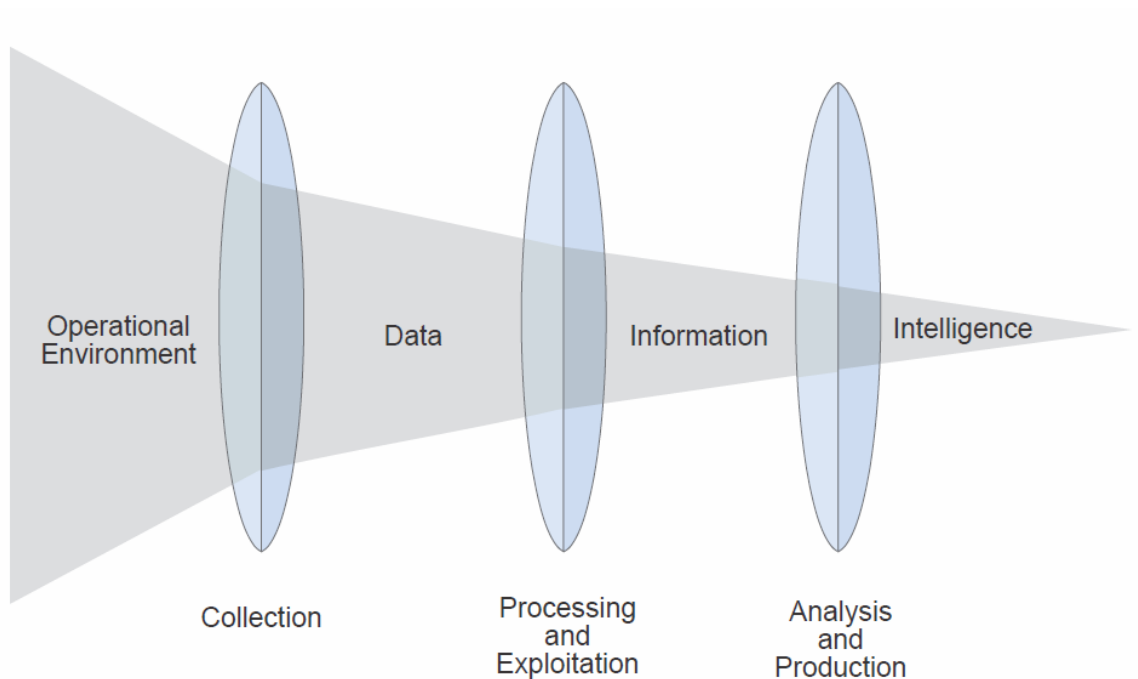 Operational
Environment
Data
Information
Intelligence
Collection
Processing
and
Exploitation
Analysis
and
Production